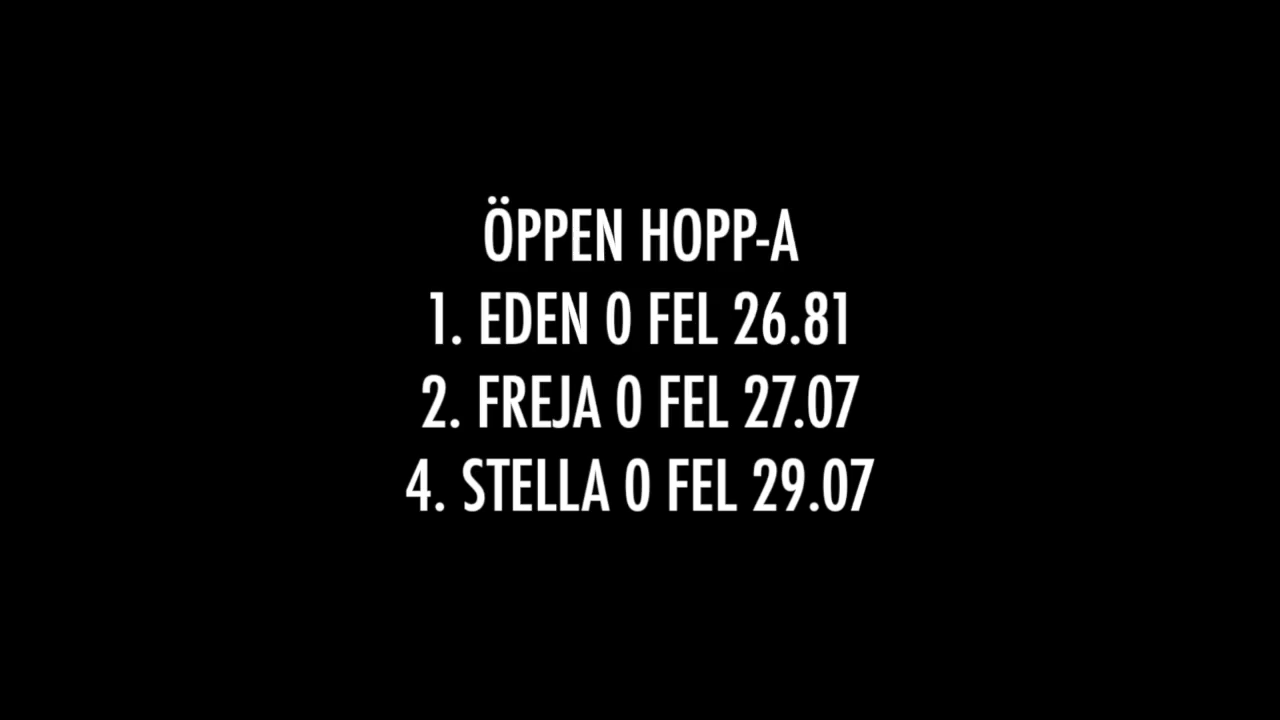 ÖPPEN HOPP-A
1. EDEN 0 FEL 26.81
2. FREJA 0 FEL 27.07
4. STELLA 0 FEL 29.07